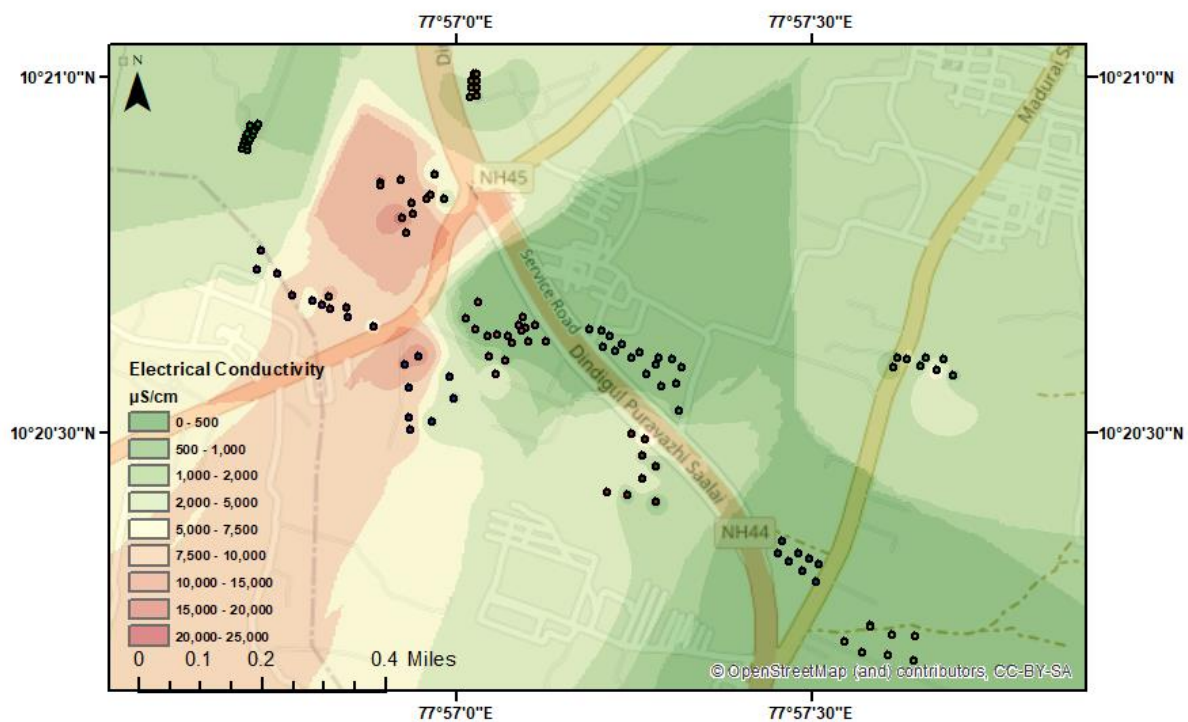 77°57'0"E
77°57'30"E
10°21'0"N
10°21'0"N
N
Di
Madurai Sa
NH45
Service Road
Dindigul Puravazhi Saalai
Electrical Conductivity
µS/cm
0 - 500
500 - 1,000
1,000 - 2,000
2,000 - 5,000
5,000 - 7,500
7,500 - 10,000
10,000 - 15,000
15,000 - 20,000
20,000- 25,000
10°20'30"N
10°20'30"N
NH44
0 0.1 0.2 0.4 Miles
© OpenStreetMap (and) contributors, CC-BY-SA
77°57'0"E
77°57'30"E